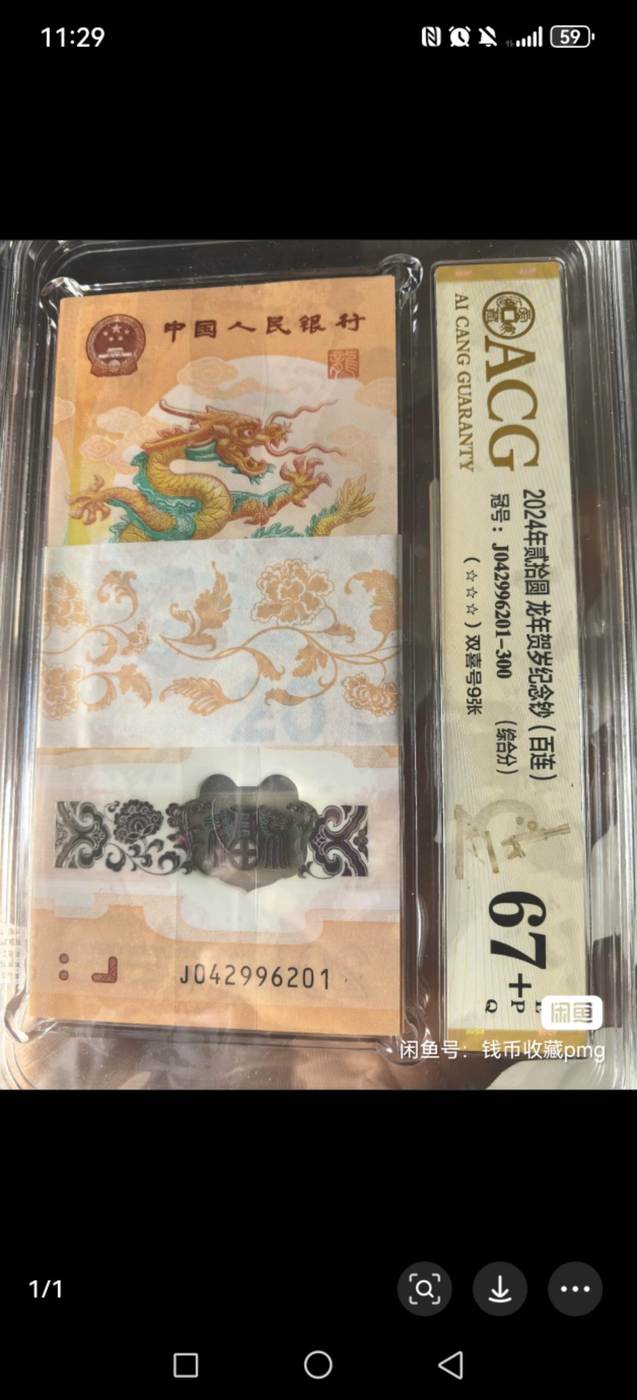 11:29
59
中国人民银行
龍
J042996201
ACG
AI CANG GUARANTY
2024年贰拾圆 龙年贺岁纪念钞（百连）
冠号：J042996201-300（综合分）
（☆☆☆）双喜号9张
67+
P
Q
闲鱼
闲鱼号：钱币收藏pmg
1/1